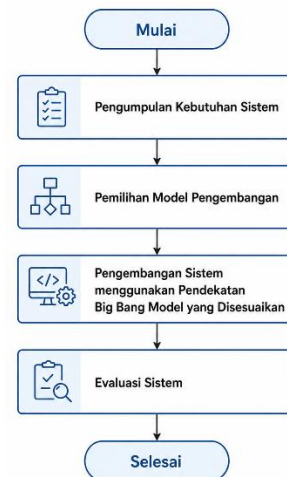 Mulai
Pengumpulan Kebutuhan Sistem
Pemilihan Model Pengembangan
</>
Pengembangan Sistem
menggunakan Pendekatan
Big Bang Model yang Disesuaikan
Evaluasi Sistem
Selesai